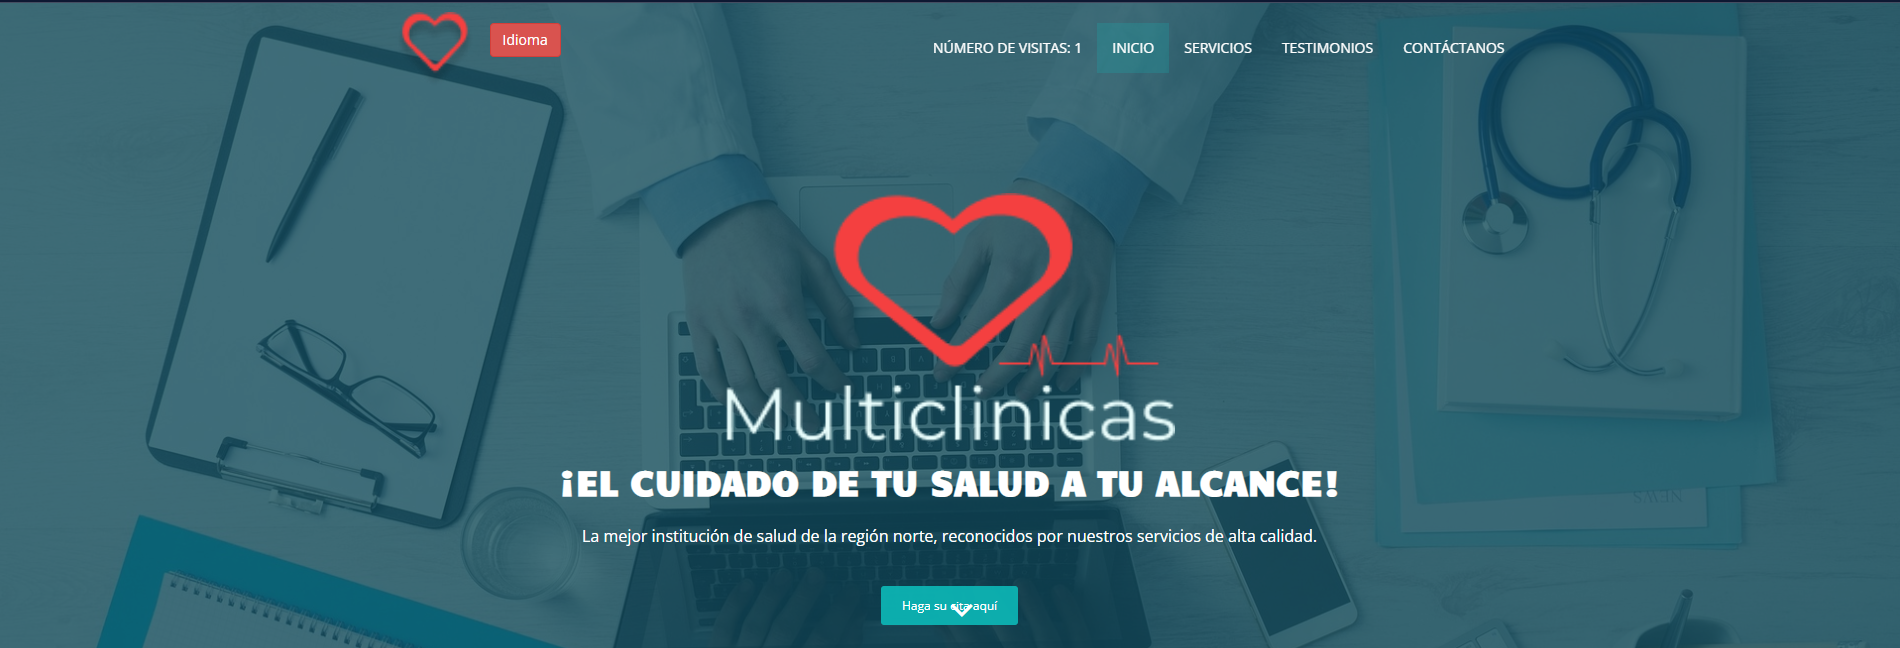 Idioma
NÚMERO DE VISITAS: 1
INICIO
SERVICIOS
TESTIMONIOS
CONTÁCTANOS
Multiclinicas
¡EL CUIDADO DE TU SALUD A TU ALCANCE!
La mejor institución de salud de la región norte, reconocidos por nuestros servicios de alta calidad.
Haga su cita aquí